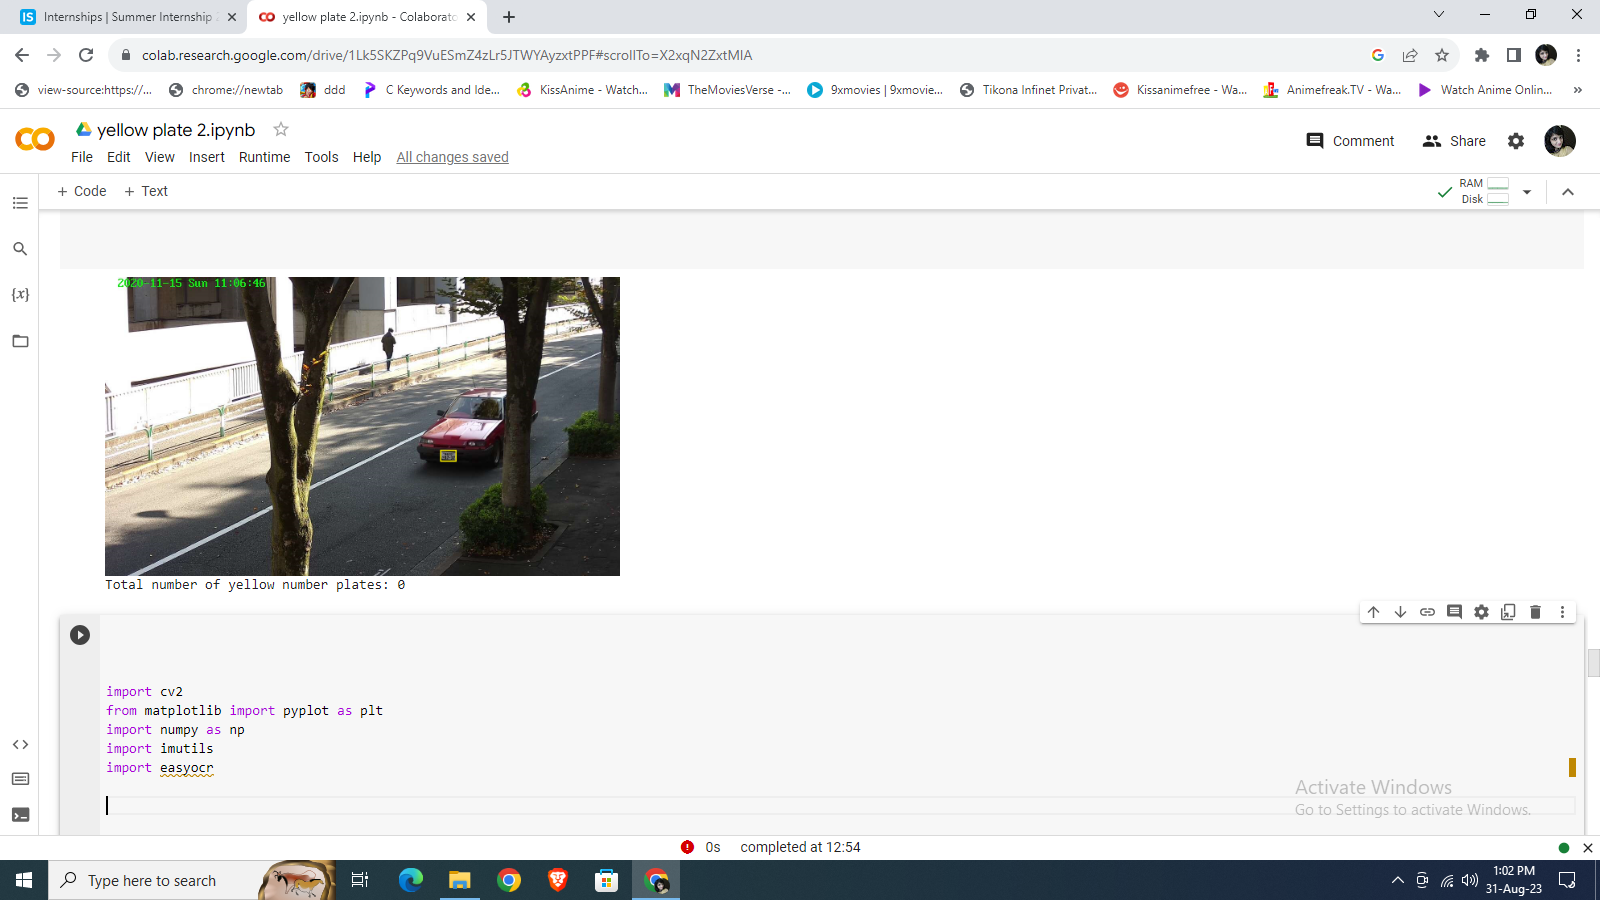 Internships | Summer Internship
yellow plate 2.ipynb - Colaborato
colab.research.google.com/drive/1Lk5SKZPq9VuESmZ4zLr5JTWYAyzxtPPF#scrollTo=X2xqN2ZxtMIA
view-source:https://...
chrome://newtab
ddd
C Keywords and Ide...
KissAnime - Watch...
TheMoviesVerse -...
9xmovies | 9xmovie...
Tikona Infinet Privat...
Kissanimefree - Wa...
Animefreak.TV - Wa...
Watch Anime Onlin...
yellow plate 2.ipynb
File Edit View Insert Runtime Tools Help All changes saved
Comment
Share
+ Code + Text
RAM
Disk
{x}
2020-11-15 Sun 11:06:46
Total number of yellow number plates: 0
import cv2
from matplotlib import pyplot as plt
import numpy as np
import imutils
import easyocr
Activate Windows
Go to Settings to activate Windows.
0s completed at 12:54
Type here to search
1:02 PM
31-Aug-23